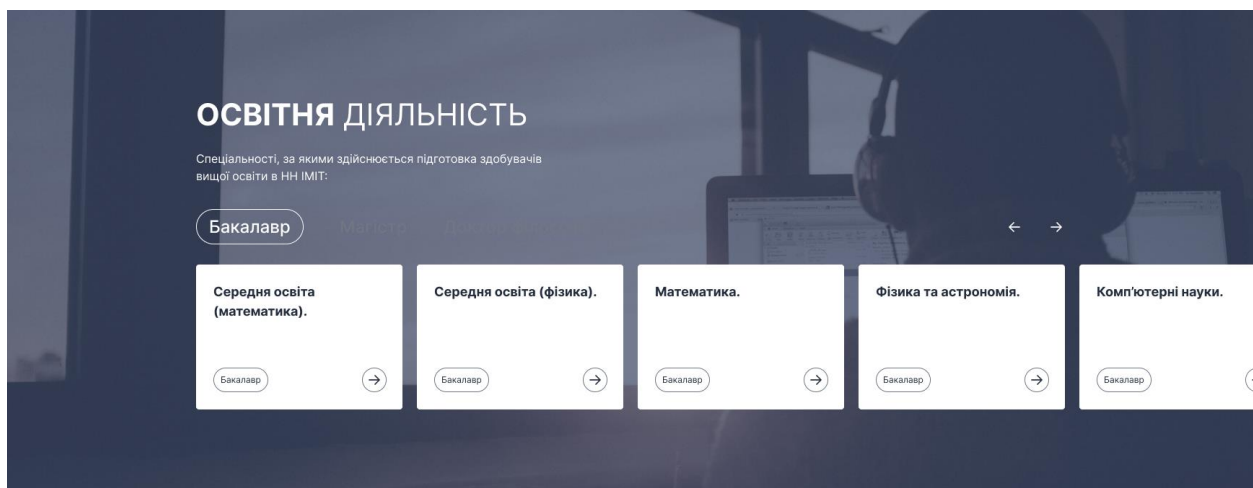 ОСВІТНЯ ДІЯЛЬНІСТЬ
Спеціальності, за якими здійснюється підготовка здобувачів
вищої освіти в НН ІМІТ:
Бакалавр Магістр
← →
Середня освіта
(математика).
Бакалавр →
Середня освіта (фізика).
Бакалавр →
Математика.
Бакалавр →
Фізика та астрономія.
Бакалавр →
Комп'ютерні науки.
Бакалавр